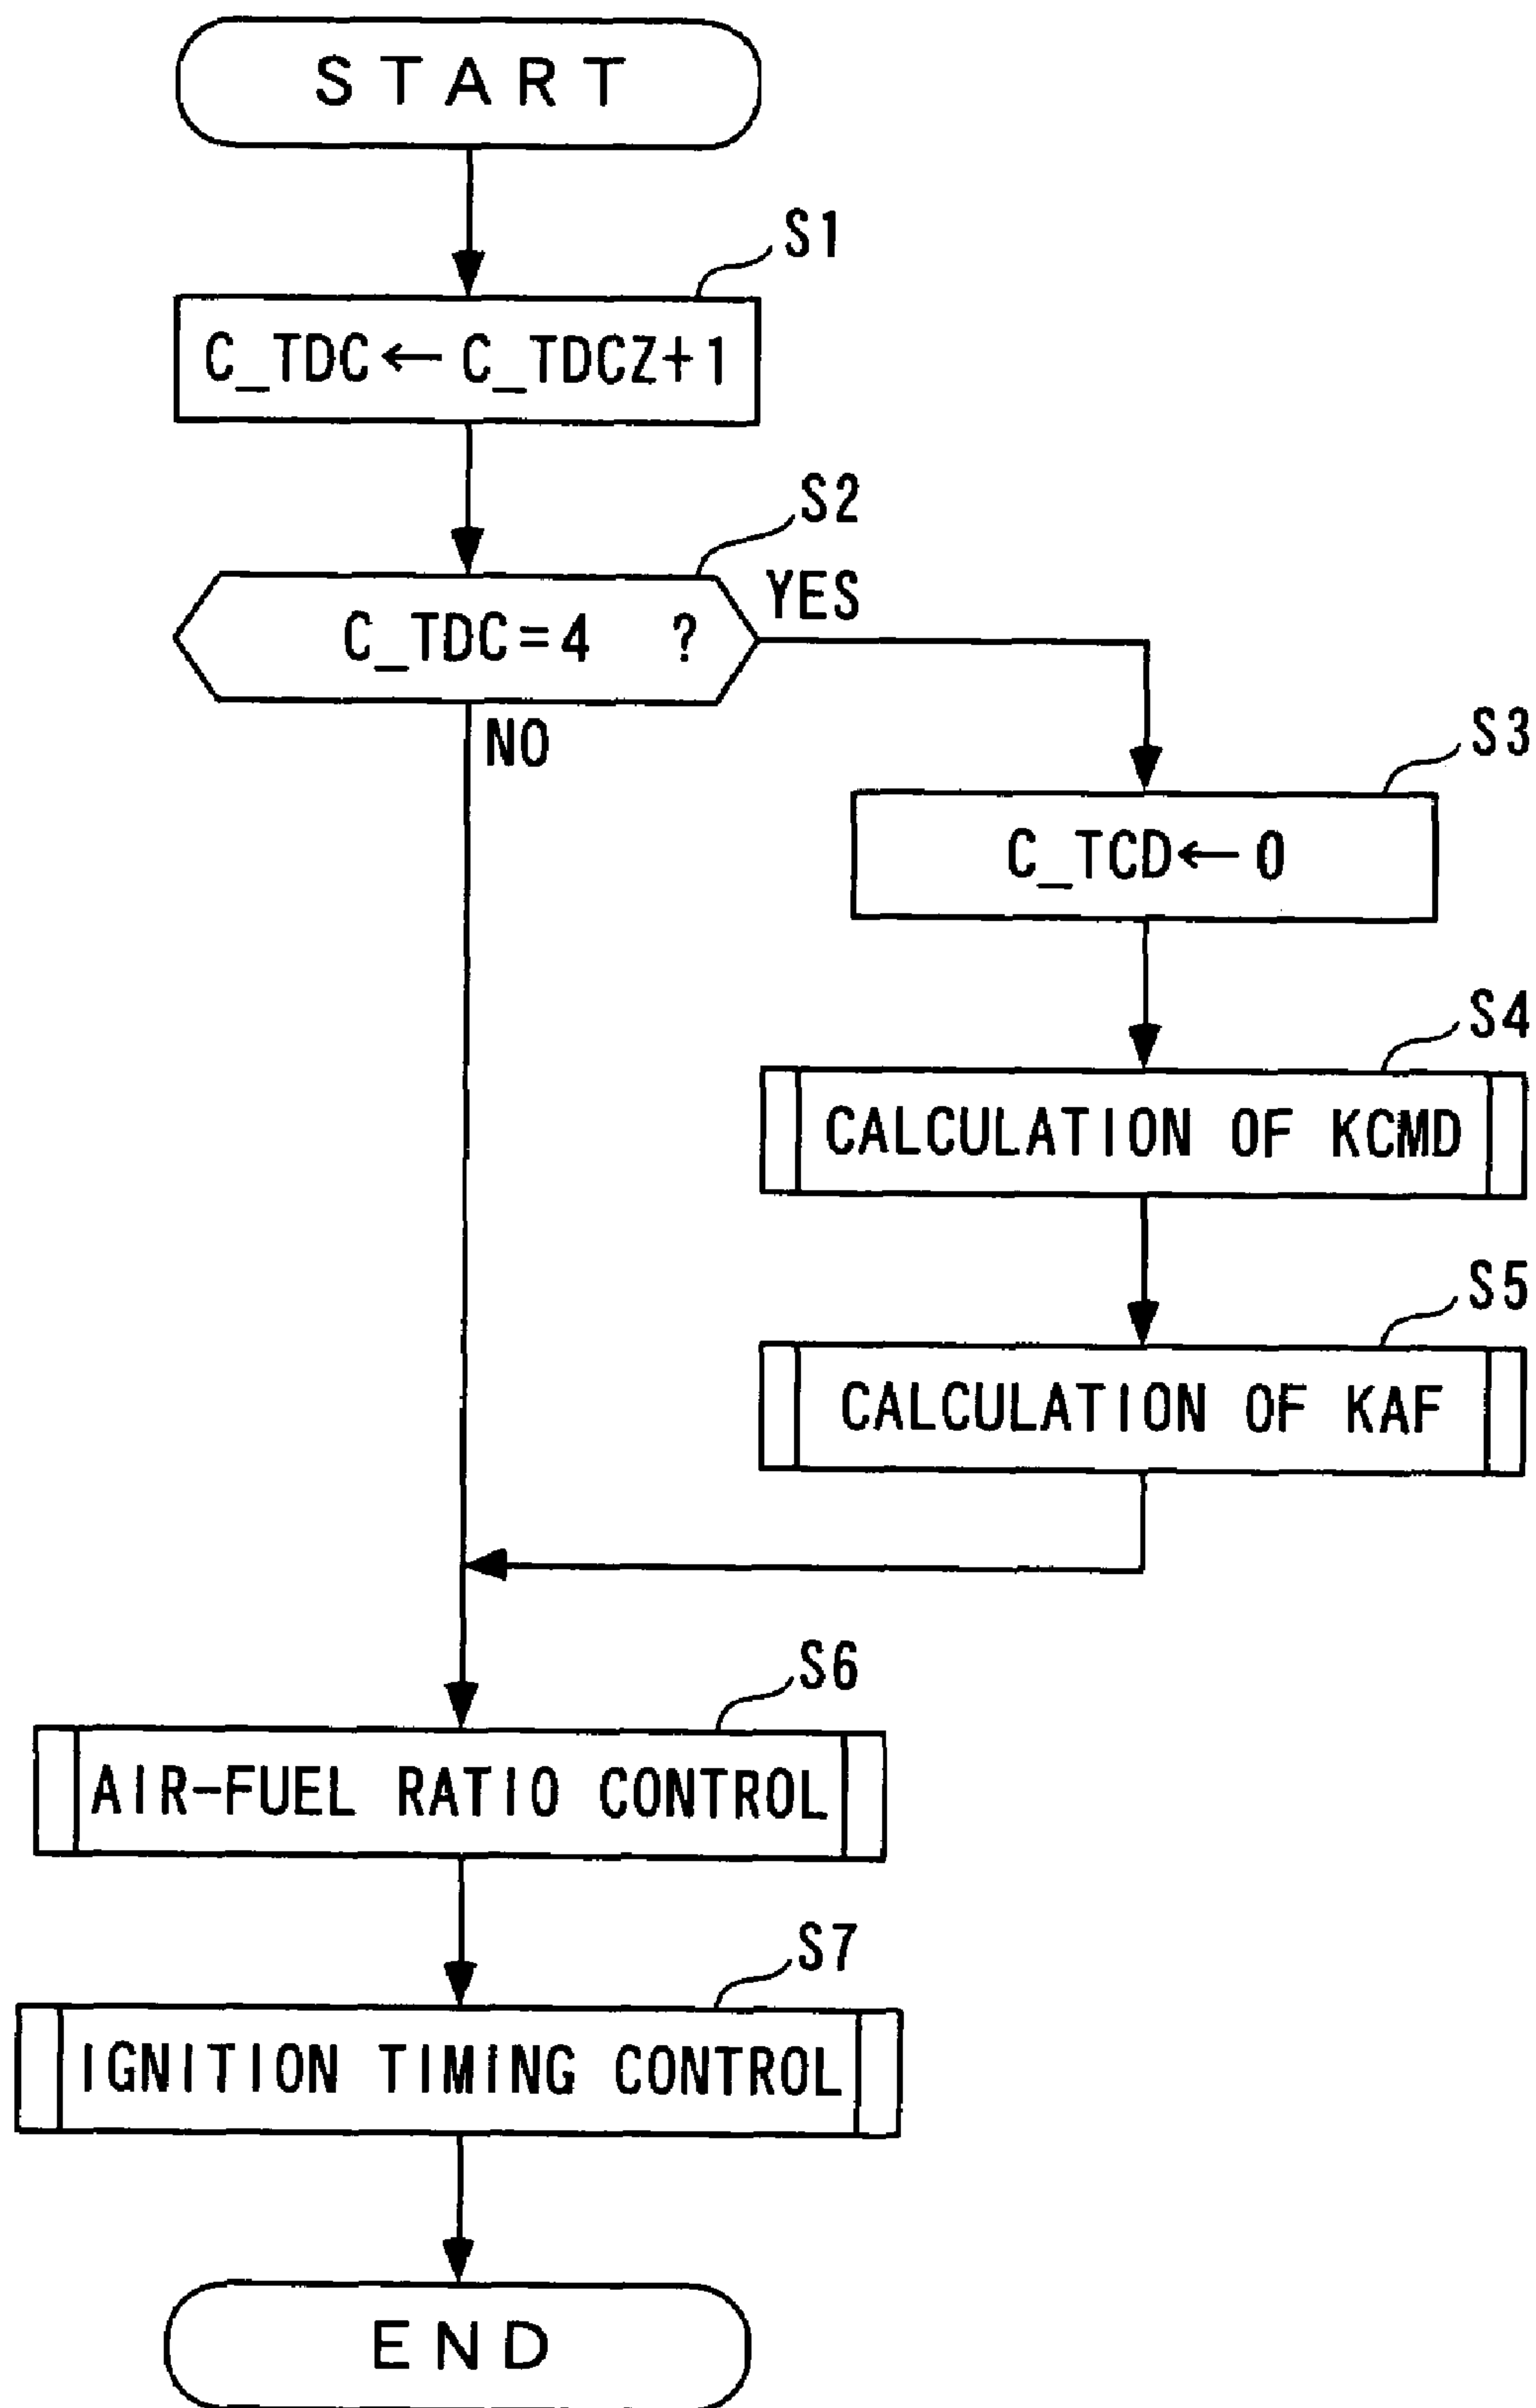 START
S1
C_TDC ← C_TDCZ+1
S2
C_TDC=4 ?
YES
NO
S3
C_TCD ← 0
S4
CALCULATION OF KCMD
S5
CALCULATION OF KAF
S6
AIR-FUEL RATIO CONTROL
S7
IGNITION TIMING CONTROL
END